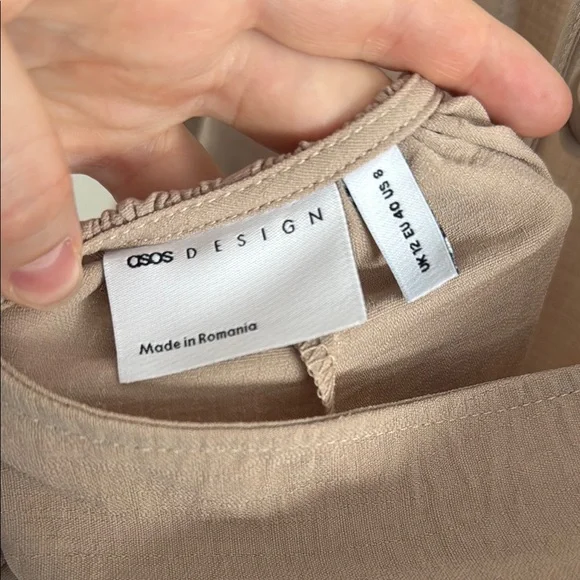 asos DESIGN
Made in Romania
UK 12 EU 40 US 8